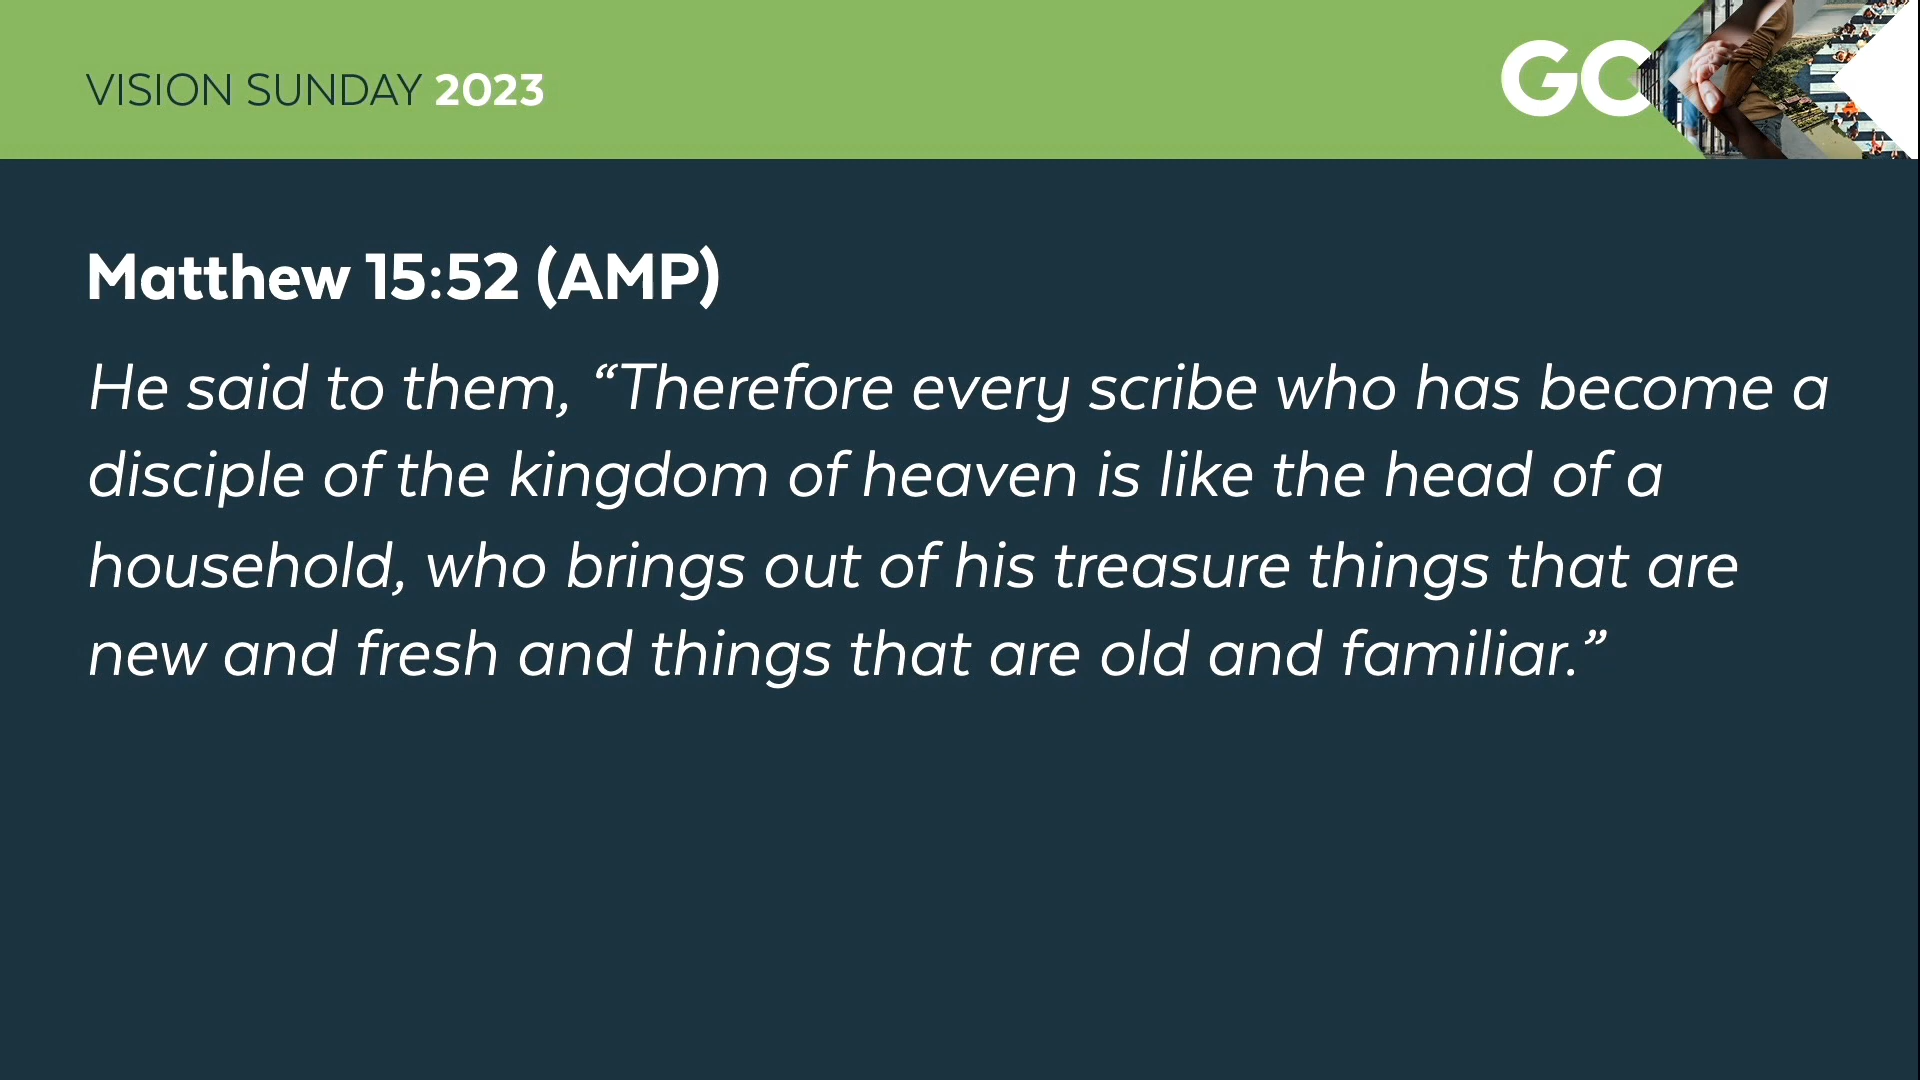 VISION SUNDAY 2023
GO
Matthew 15:52 (AMP)
He said to them, “Therefore every scribe who has become a
disciple of the kingdom of heaven is like the head of a
household, who brings out of his treasure things that are
new and fresh and things that are old and familiar.”